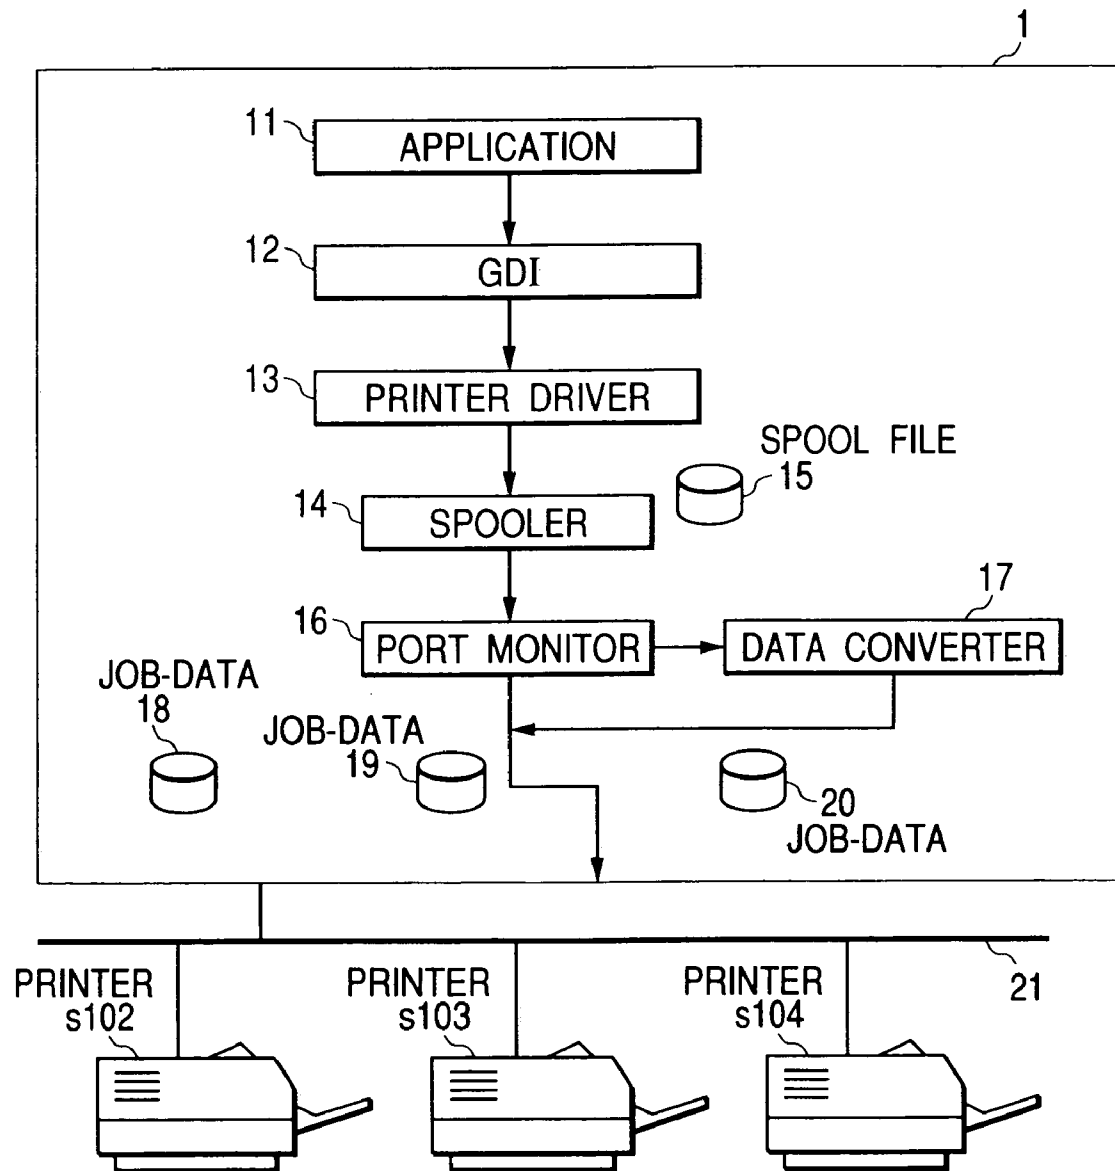 1
11
APPLICATION
12
GDI
13
PRINTER DRIVER
SPOOL FILE
15
14
SPOOLER
17
16
PORT MONITOR
DATA CONVERTER
JOB-DATA
18
JOB-DATA
19
20
JOB-DATA
21
PRINTER
s102
PRINTER
s103
PRINTER
s104